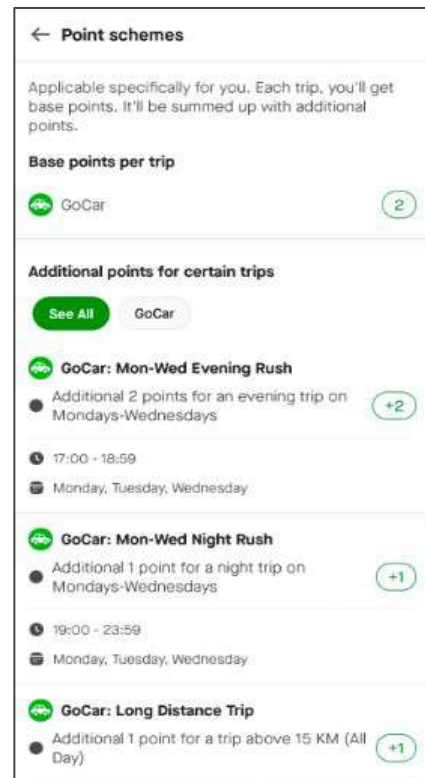 Point schemes
Applicable specifically for you. Each trip, you'll get
base points. It'll be summed up with additional
points.
Base points per trip
GoCar 2
Additional points for certain trips
See All GoCar
GoCar: Mon-Wed Evening Rush
Additional 2 points for an evening trip on
Mondays-Wednesdays
+2
17:00 - 18:59
Monday, Tuesday, Wednesday
GoCar: Mon-Wed Night Rush
Additional 1 point for a night trip on
Mondays-Wednesdays
+1
19:00 - 23:59
Monday, Tuesday, Wednesday
GoCar: Long Distance Trip
Additional 1 point for a trip above 15 KM (All
Day)
+1